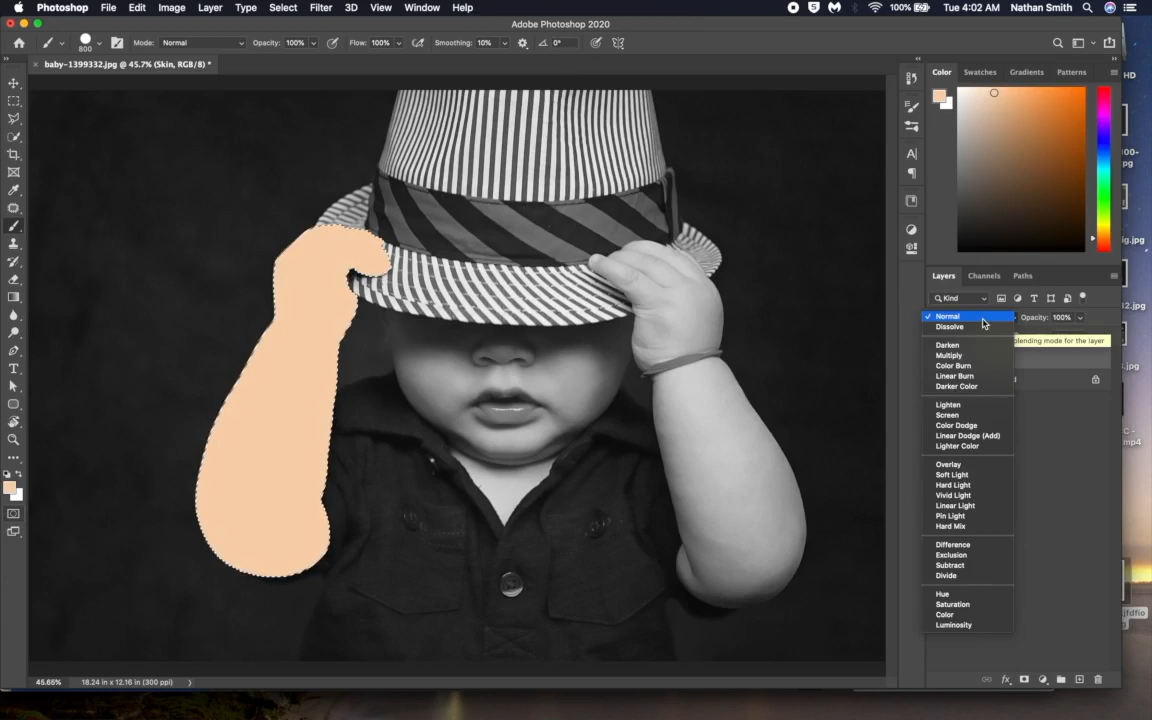 Photoshop File Edit Image Layer Type Select Filter 3D View Window Help 100% Tue 4:02 AM Nathan Smith
Adobe Photoshop 2020
800 Mode: Normal Opacity: 100% Flow: 100% Smoothing: 10% 0°
× baby-1399332.jpg @ 45.7% (Skin, RGB/8) *
Color Swatches Gradients Patterns
HD
Layers Channels Paths
Kind
Normal Opacity: 100%
Dissolve
blending mode for the layer
Darken
Multiply
Color Burn
Linear Burn
Darker Color
Lighten
Screen
Color Dodge
Linear Dodge (Add)
Lighter Color
Overlay
Soft Light
Hard Light
Vivid Light
Linear Light
Pin Light
Hard Mix
Difference
Exclusion
Subtract
Divide
Hue
Saturation
Color
Luminosity
45.65% 18.24 in x 12.16 in (300 ppi)